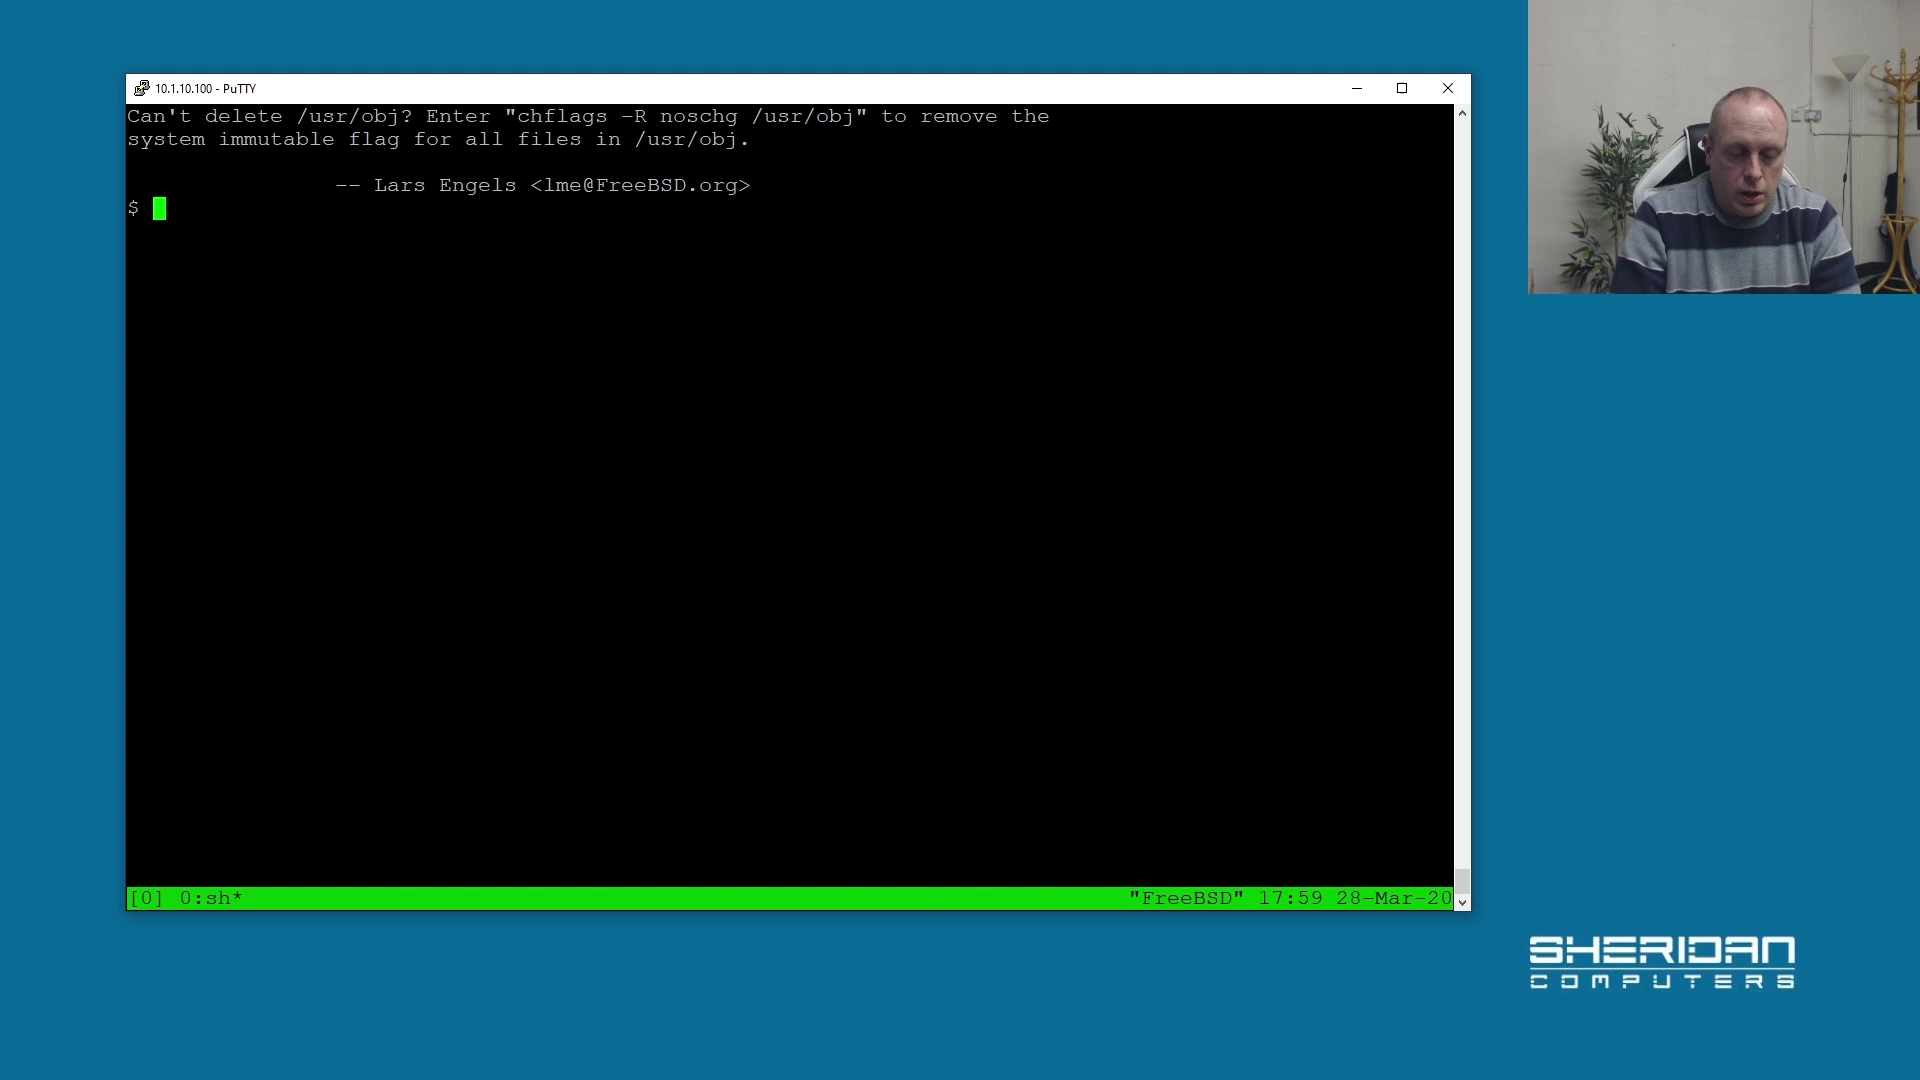 10.1.10.100 - PuTTY
Can't delete /usr/obj? Enter "chflags -R noschg /usr/obj" to remove the
system immutable flag for all files in /usr/obj.
-- Lars Engels <lme@FreeBSD.org>
$
[0] 0:sh* "FreeBSD" 17:59 28-Mar-20
SHERIDAN
COMPUTERS